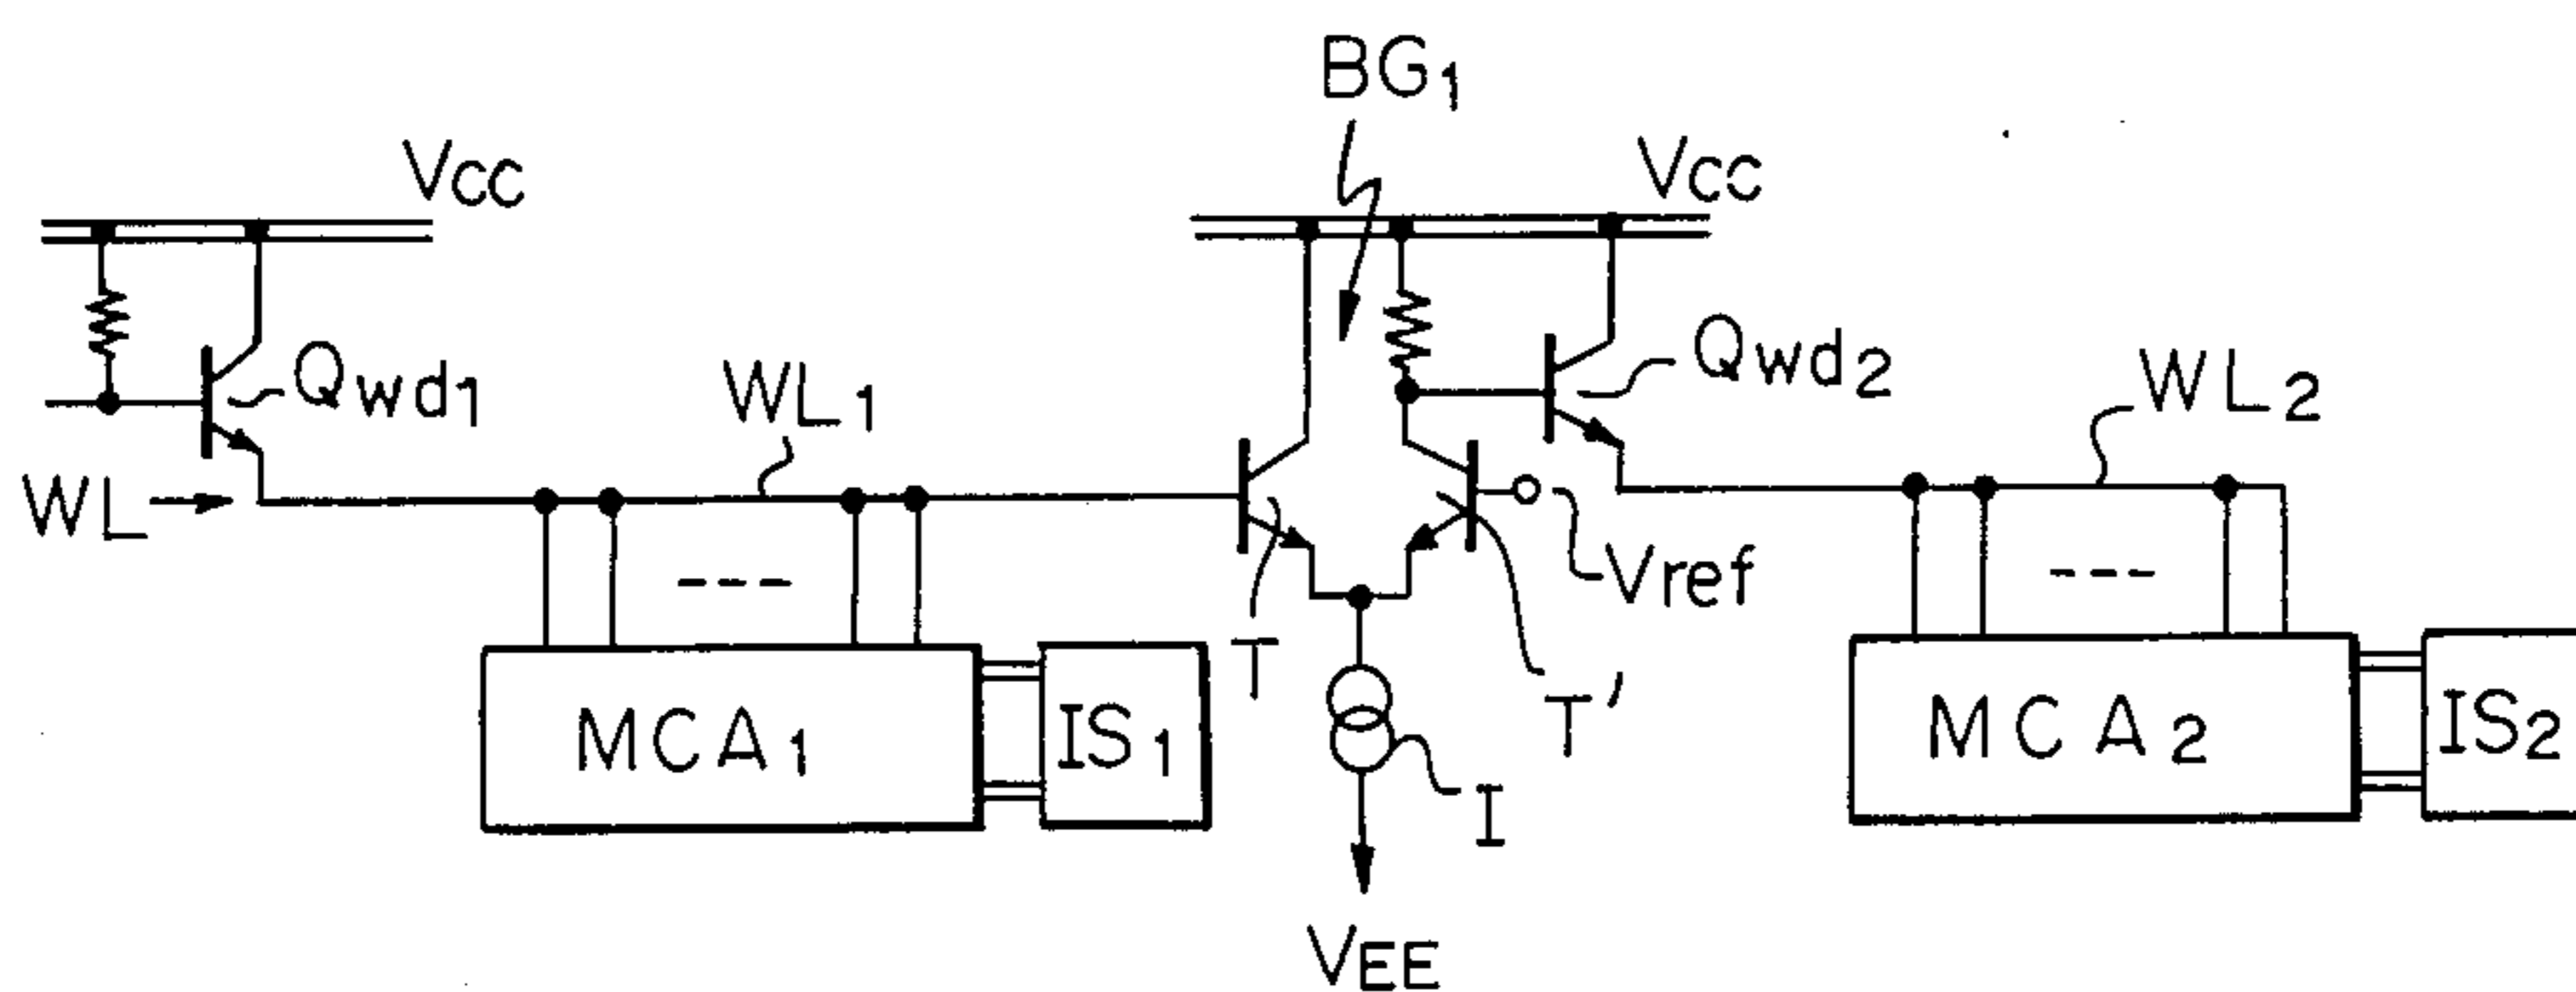 BG1
Vcc
Vcc
Qwd1
WL1
Qwd2
WL2
WL
Vref
T
T'
MCA1
IS1
MCA2
IS2
I
VEE